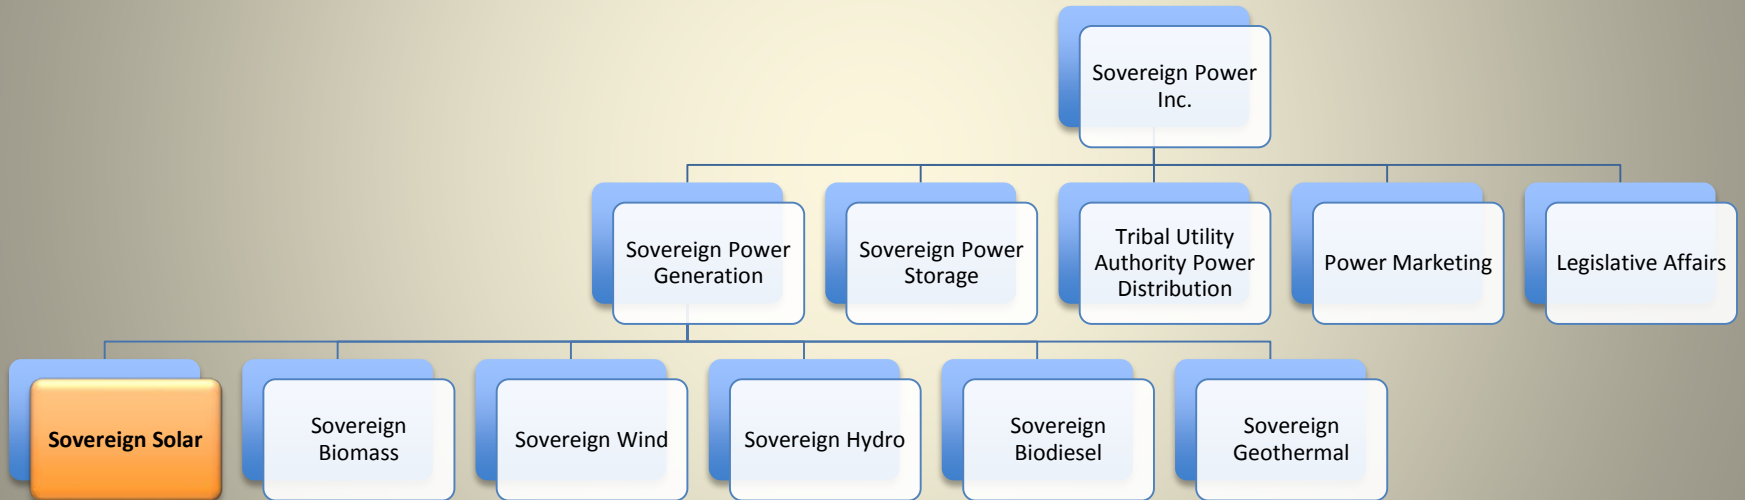 Sovereign Power
Inc.
Sovereign Power
Generation
Sovereign Power
Storage
Tribal Utility
Authority Power
Distribution
Power Marketing
Legislative Affairs
Sovereign Solar
Sovereign
Biomass
Sovereign Wind
Sovereign Hydro
Sovereign
Biodiesel
Sovereign
Geothermal